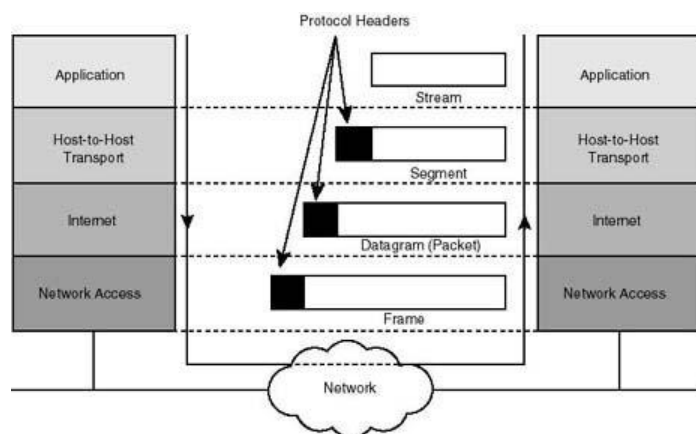 Protocol Headers
Application
Stream
Application
Host-to-Host
Transport
Segment
Host-to-Host
Transport
Internet
Datagram (Packet)
Internet
Network Access
Frame
Network Access
Network